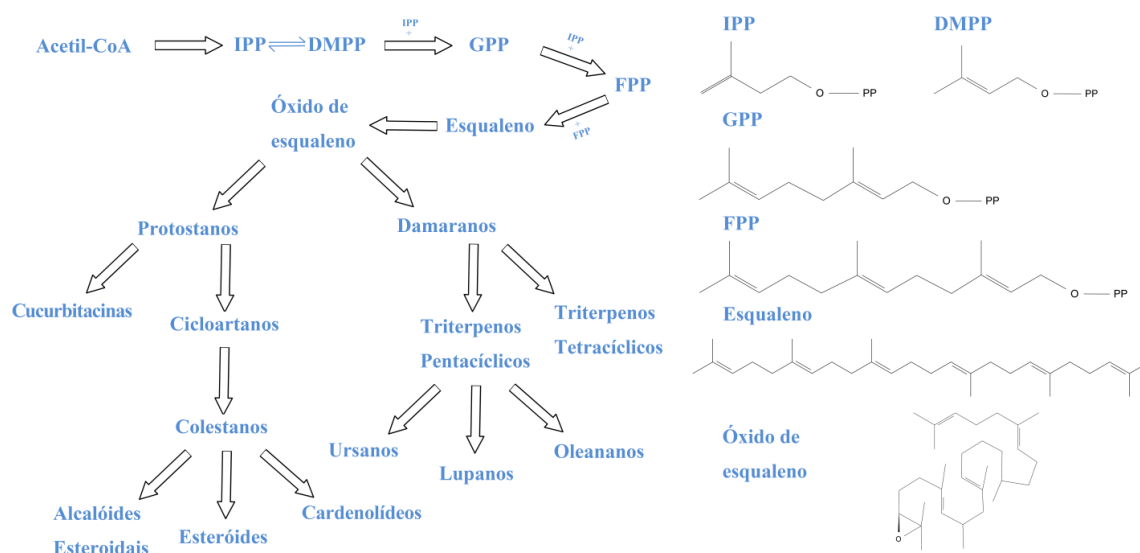 Acetil-CoA
IPP
DMPP
IPP
+
GPP
IPP
+
FPP
+
FPP
Esqualeno
Óxido de
esqualeno
Protostanos
Damaranos
Cucurbitacinas
Cicloartanos
Triterpenos
Pentacíclicos
Triterpenos
Tetracíclicos
Colestanos
Ursanos
Lupanos
Oleananos
Alcalóides
Esteroidais
Esteróides
Cardenolídeos
IPP
O
PP
DMPP
O
PP
GPP
O
PP
FPP
O
PP
Esqualeno
Óxido de
esqualeno
O